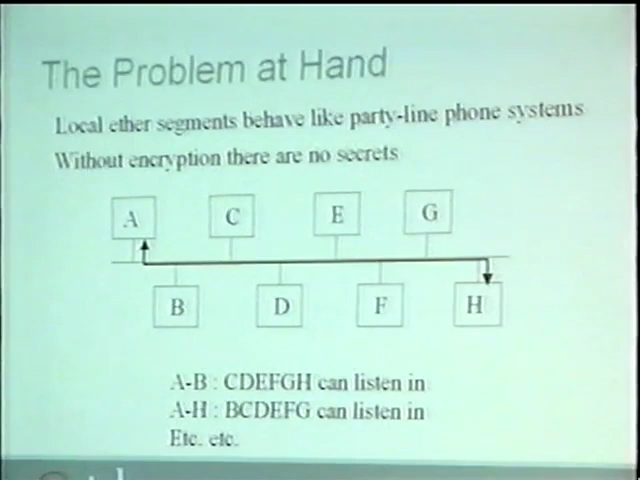 The Problem at Hand
Local ether segments behave like party-line phone systems
Without encryption there are no secrets
A C E G
B D F H
A-B : CDEFGH can listen in
A-H : BCDEFG can listen in
Etc. etc.